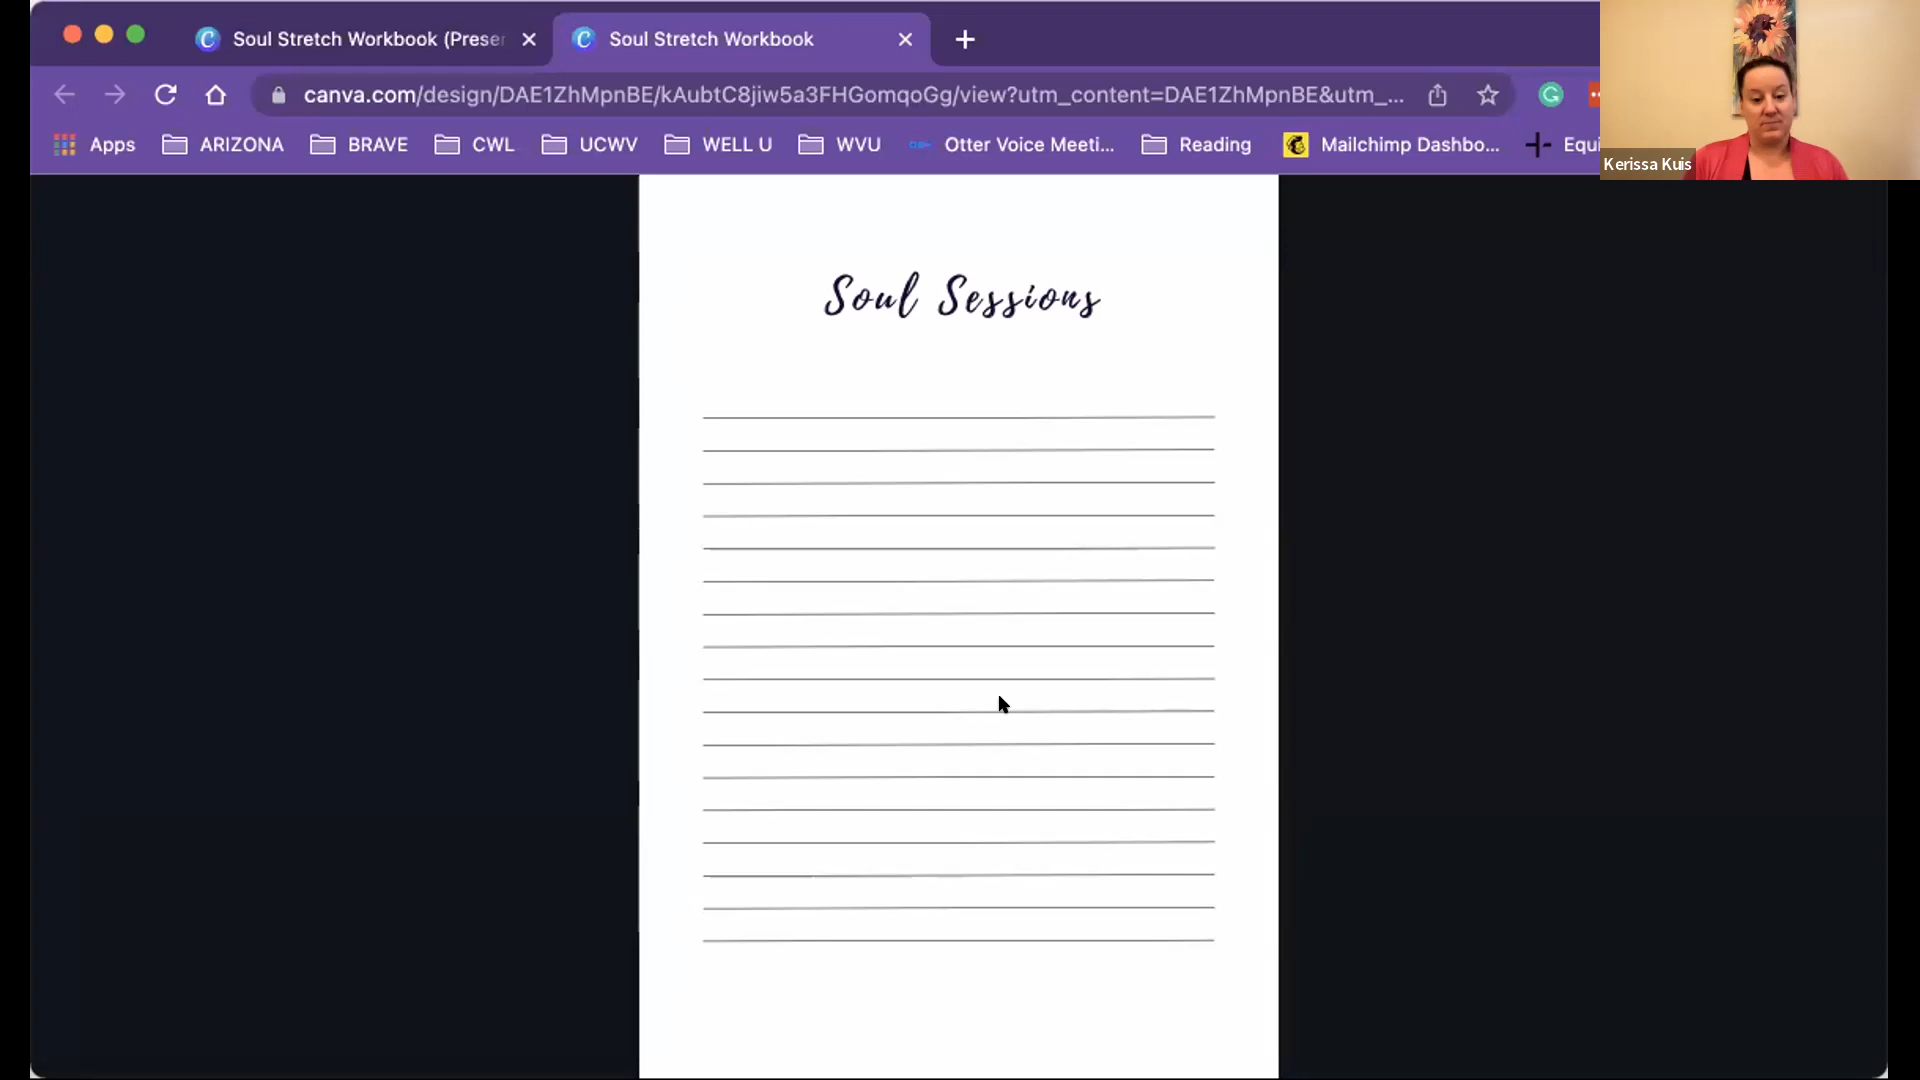 Soul Stretch Workbook (Prese
Soul Stretch Workbook
canva.com/design/DAE1ZhMpnBE/kAubtC8jiw5a3FHGomqoGg/view?utm_content=DAE1ZhMpnBE&utm_...
Apps ARIZONA BRAVE CWL UCWV WELL U WVU Otter Voice Meeti... Reading Mailchimp Dashbo... Equi
Kerissa Kuis
Soul Sessions